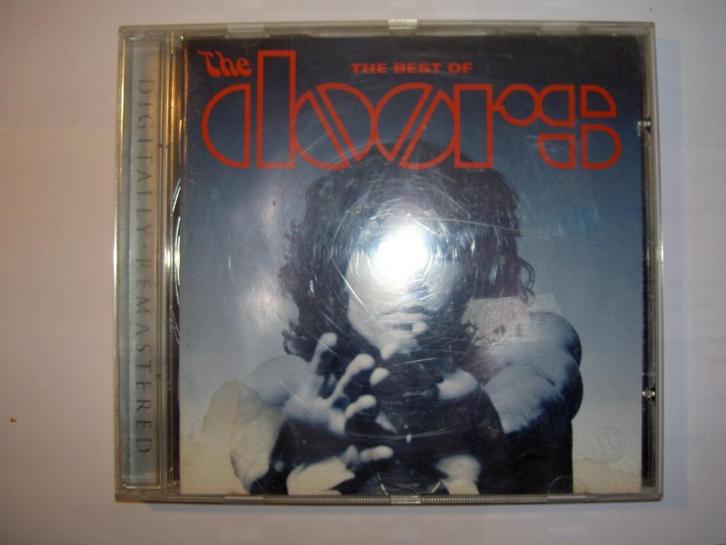 The
THE BEST OF
doors
DIGITALLY·REMASTERED